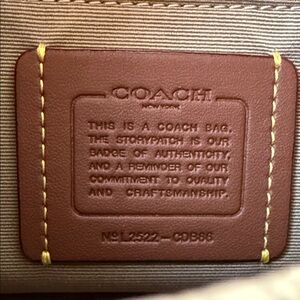 COACH
NEW YORK
THIS IS A COACH BAG.
THE STORYPATCH IS OUR
BADGE OF AUTHENTICITY,
AND A REMINDER OF OUR
COMMITMENT TO QUALITY
AND CRAFTSMANSHIP.
Nº L2522-CDB66